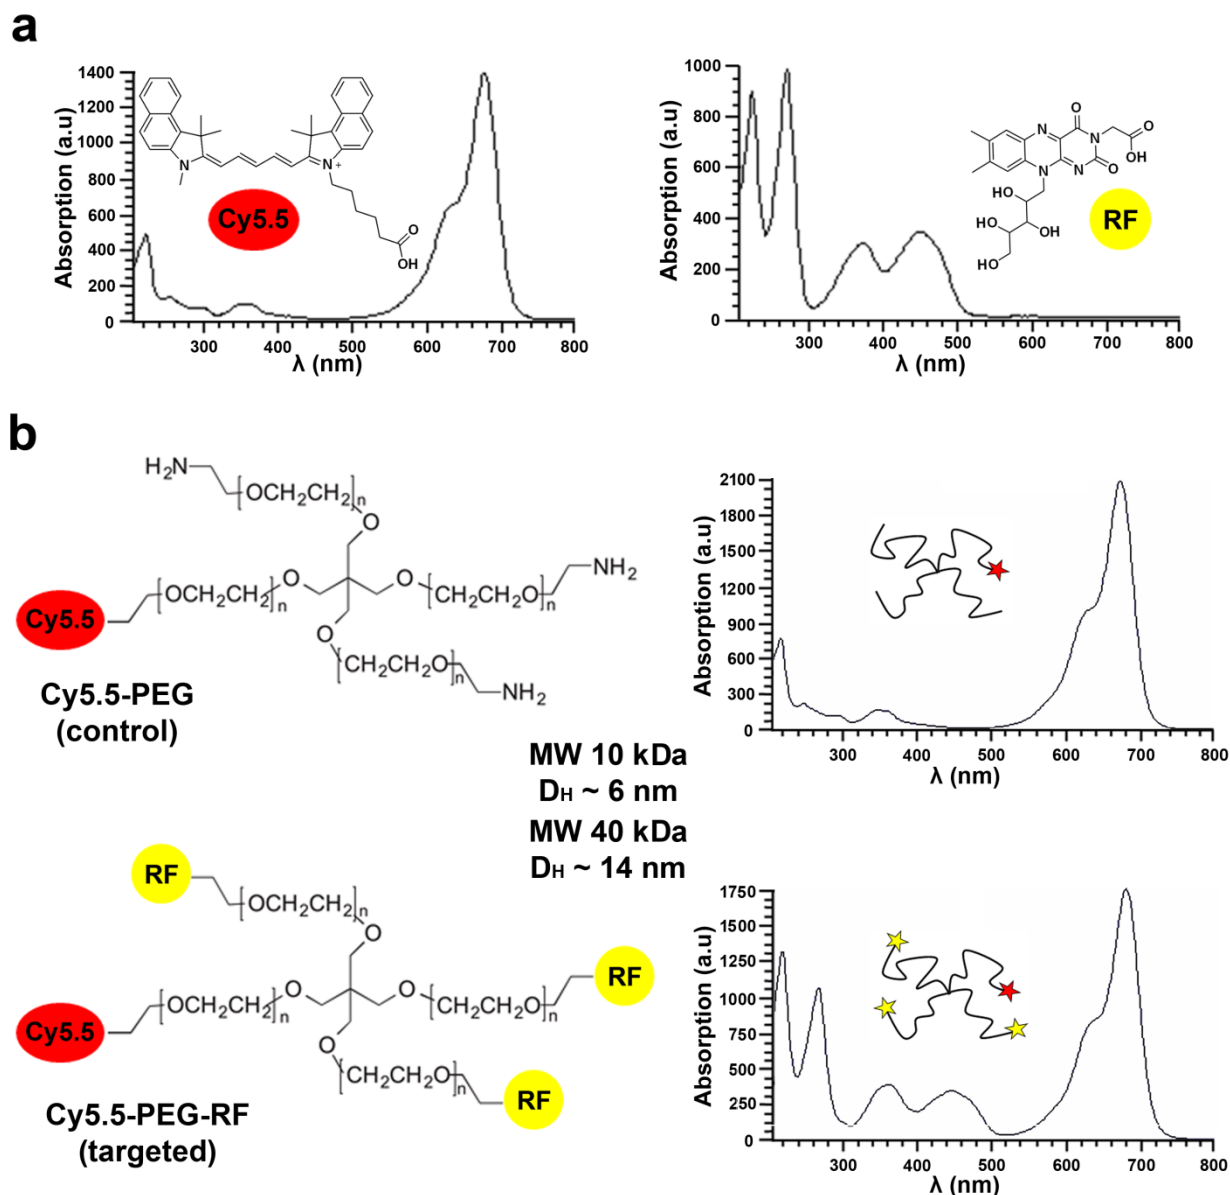 a
Absorption (a.u)
1400
1200
1000
800
600
400
200
0
300 400 500 600 700 800
λ (nm)
N
N+
O
OH
Cy5.5
Absorption (a.u)
1000
800
600
400
200
0
300 400 500 600 700 800
λ (nm)
N
O
N
O
OH
N
N
O
HO
HO
OH
HO
RF
b
H2N
[OCH2CH2]n
O
Cy5.5
[OCH2CH2]n
O
O
[CH2CH2O]n
NH2
O
[CH2CH2O]n
NH2
Cy5.5-PEG
(control)
Absorption (a.u)
2100
1800
1500
1200
900
600
300
0
300 400 500 600 700 800
λ (nm)
MW 10 kDa
DH ~ 6 nm
MW 40 kDa
DH ~ 14 nm
RF
[OCH2CH2]n
O
Cy5.5
[OCH2CH2]n
O
O
[CH2CH2O]n
RF
O
[CH2CH2O]n
RF
Cy5.5-PEG-RF
(targeted)
Absorption (a.u)
1750
1500
1250
1000
750
500
250
0
300 400 500 600 700 800
λ (nm)